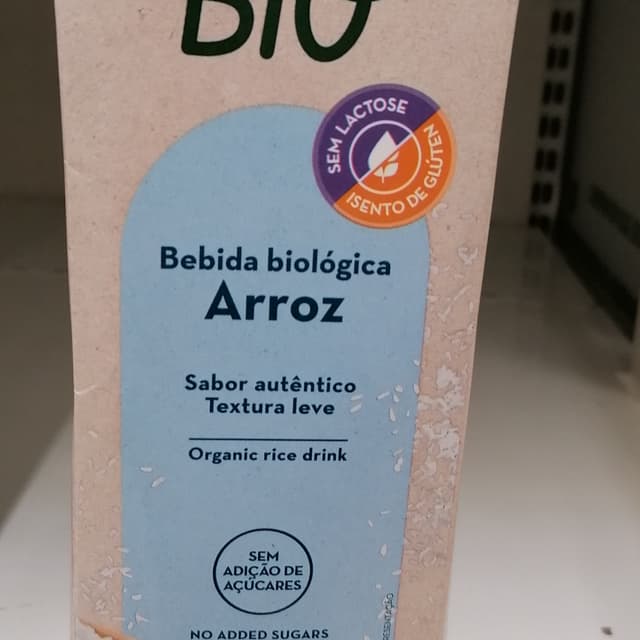 BIO
SEM LACTOSE
ISENTO DE GLÚTEN
Bebida biológica
Arroz
Sabor autêntico
Textura leve
Organic rice drink
SEM
ADIÇÃO DE
AÇÚCARES
NO ADDED SUGARS